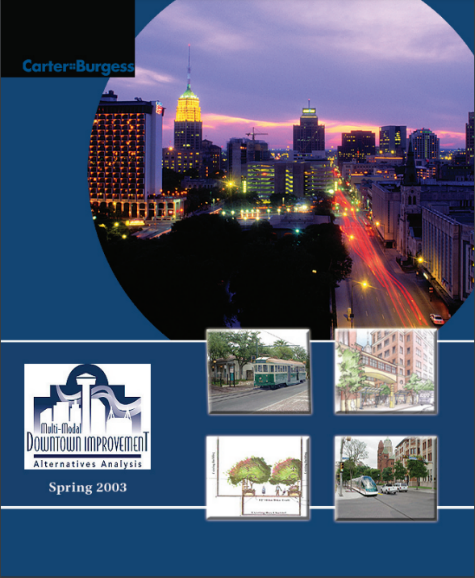 Carter::Burgess
Multi-Modal
DOWNTOWN IMPROVEMENT
Alternatives Analysis
Spring 2003